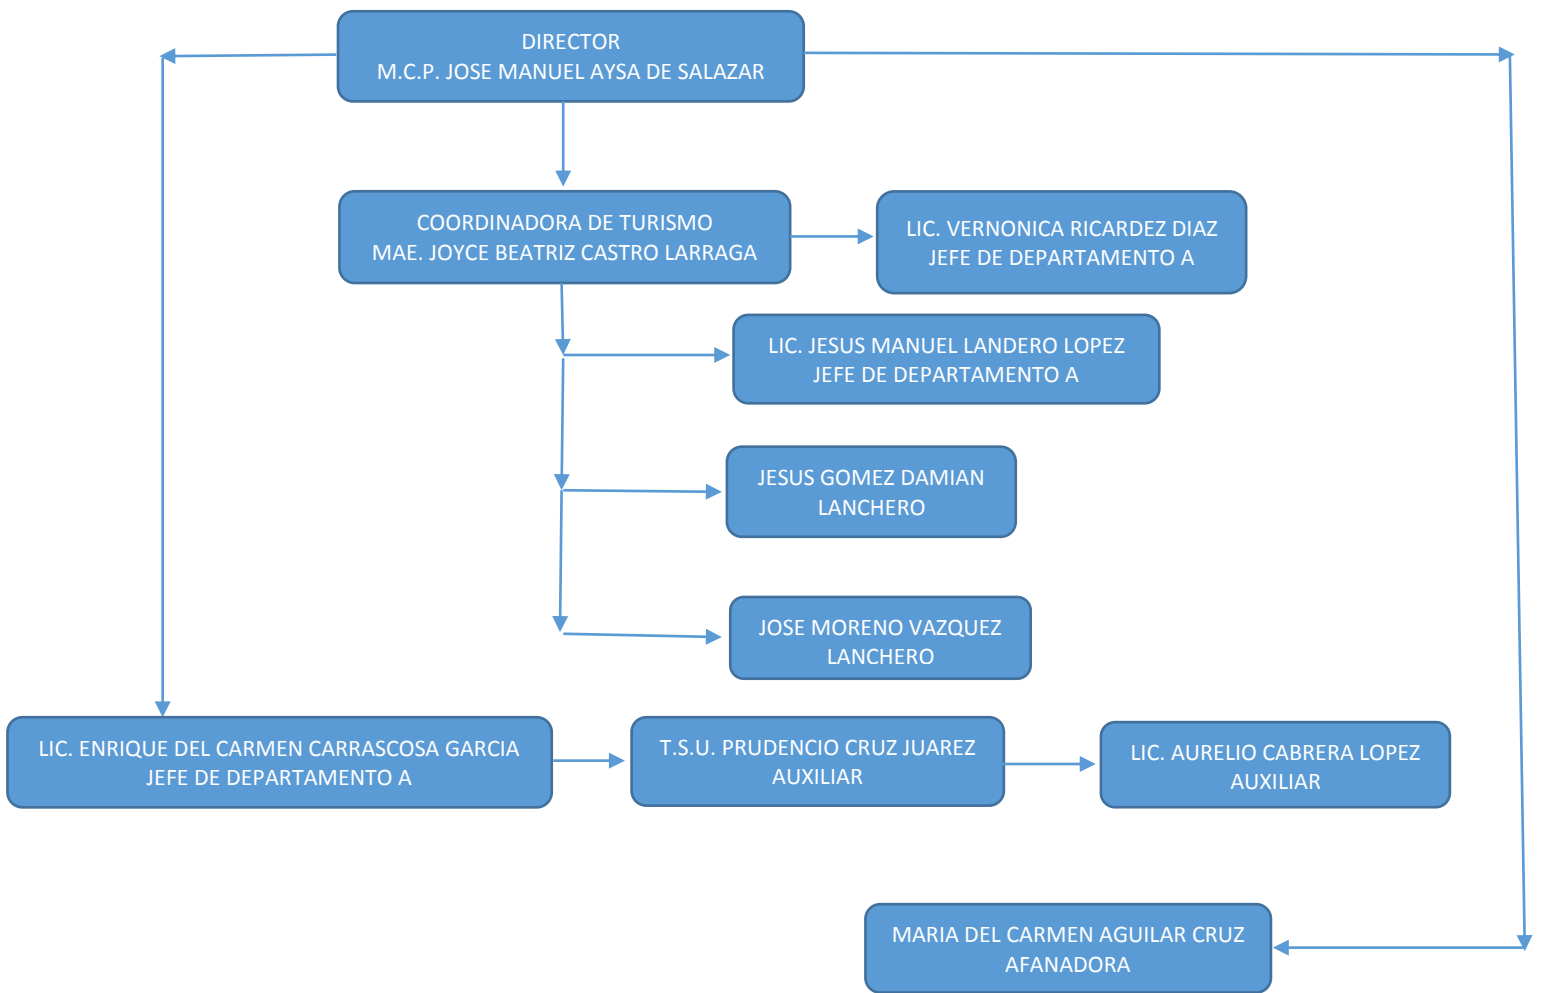 DIRECTOR
M.C.P. JOSE MANUEL AYSA DE SALAZAR
COORDINADORA DE TURISMO
MAE. JOYCE BEATRIZ CASTRO LARRAGA
LIC. VERNONICA RICARDEZ DIAZ
JEFE DE DEPARTAMENTO A
LIC. JESUS MANUEL LANDERO LOPEZ
JEFE DE DEPARTAMENTO A
JESUS GOMEZ DAMIAN
LANCHERO
JOSE MORENO VAZQUEZ
LANCHERO
LIC. ENRIQUE DEL CARMEN CARRASCOSA GARCIA
JEFE DE DEPARTAMENTO A
T.S.U. PRUDENCIO CRUZ JUAREZ
AUXILIAR
LIC. AURELIO CABRERA LOPEZ
AUXILIAR
MARIA DEL CARMEN AGUILAR CRUZ
AFANADORA